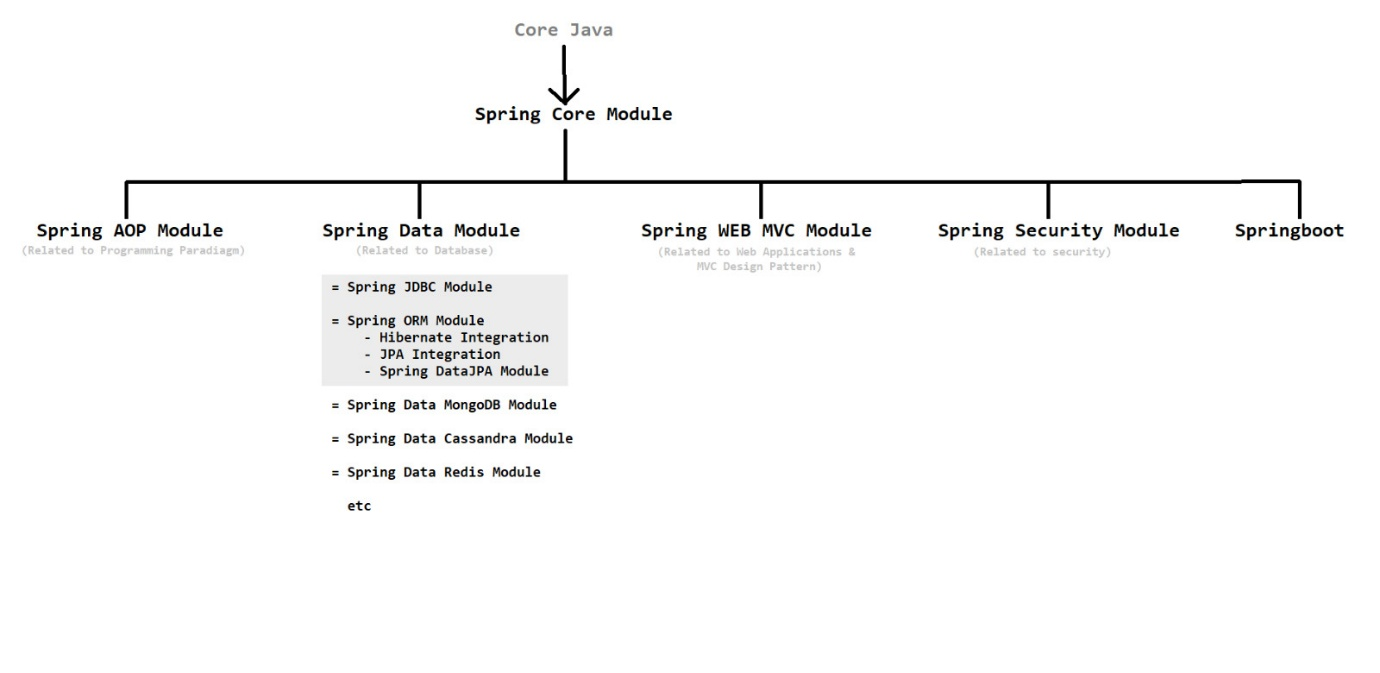 Core Java
Spring Core Module
Spring AOP Module
(Related to Programming Paradiagm)
Spring Data Module
(Related to Database)
= Spring JDBC Module
= Spring ORM Module
- Hibernate Integration
- JPA Integration
- Spring DataJPA Module
= Spring Data MongoDB Module
= Spring Data Cassandra Module
= Spring Data Redis Module
etc
Spring WEB MVC Module
(Related to Web Applications &
MVC Design Pattern)
Spring Security Module
(Related to security)
Springboot